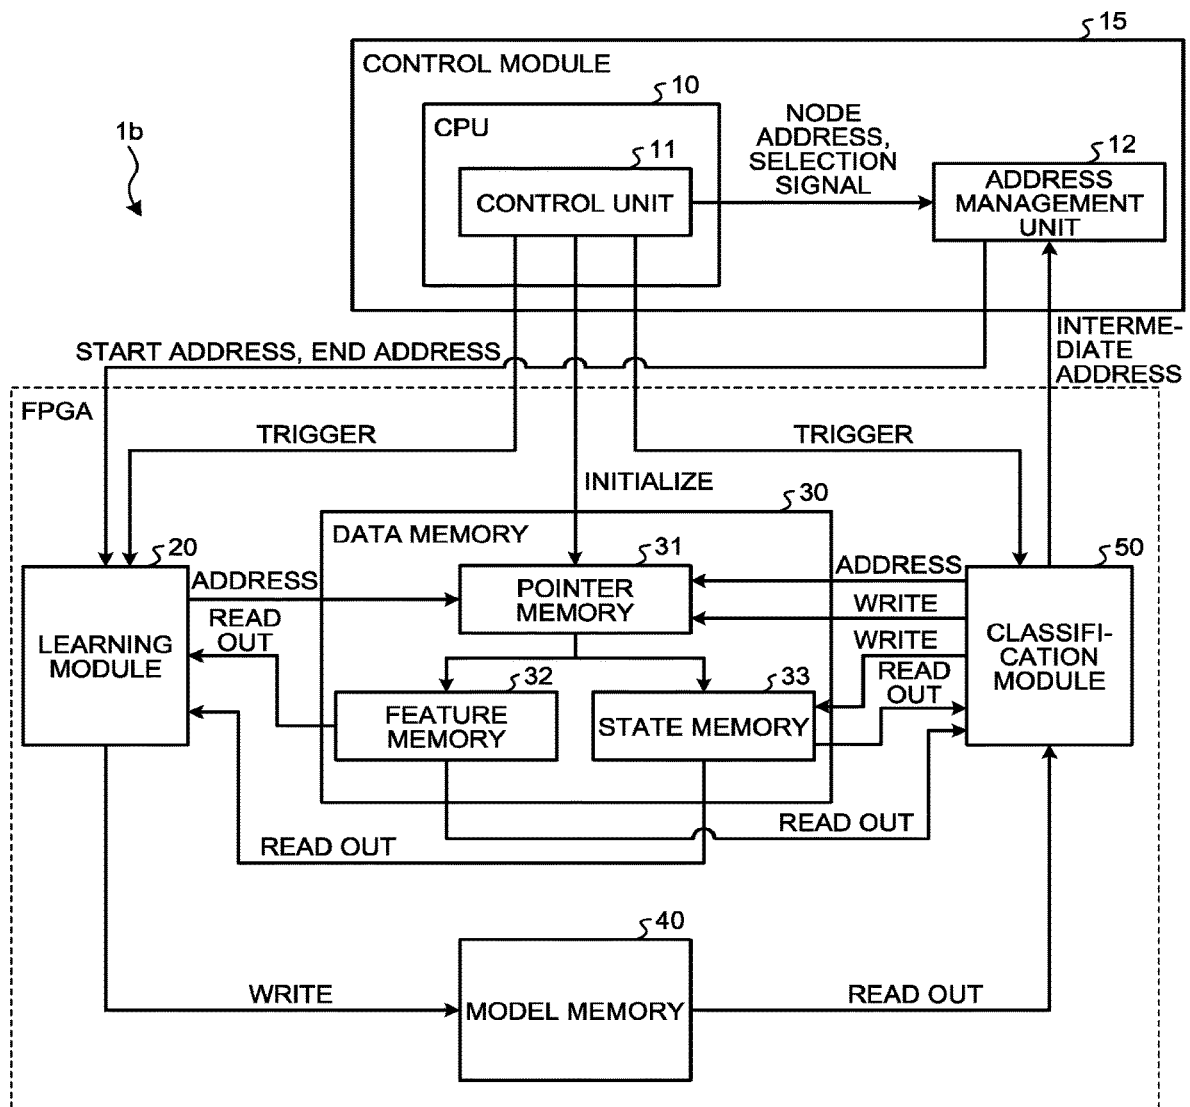 15
CONTROL MODULE
10
CPU
1b
11
CONTROL UNIT
NODE
ADDRESS,
SELECTION
SIGNAL
12
ADDRESS
MANAGEMENT
UNIT
START ADDRESS, END ADDRESS
INTERME-
DIATE
ADDRESS
FPGA
TRIGGER
TRIGGER
INITIALIZE
30
DATA MEMORY
20
LEARNING
MODULE
ADDRESS
READ
OUT
31
POINTER
MEMORY
ADDRESS
WRITE
WRITE
READ
OUT
50
CLASSIFI-
CATION
MODULE
32
FEATURE
MEMORY
33
STATE MEMORY
READ OUT
READ OUT
40
MODEL MEMORY
WRITE
READ OUT